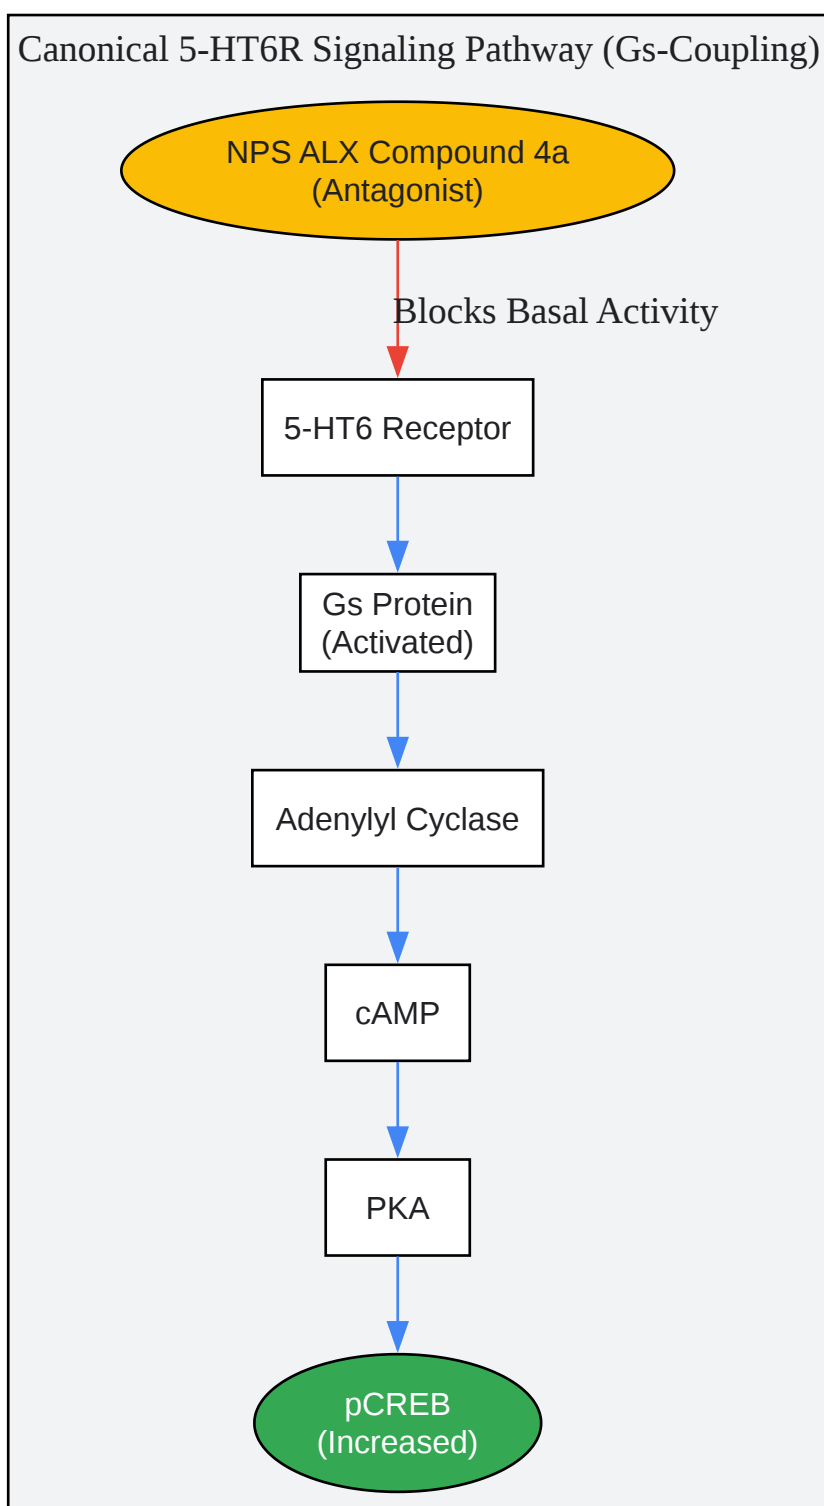 Canonical 5-HT6R Signaling Pathway (Gs-Coupling)
NPS ALX Compound 4a
(Antagonist)
Blocks Basal Activity
5-HT6 Receptor
Gs Protein
(Activated)
Adenylyl Cyclase
cAMP
PKA
pCREB
(Increased)